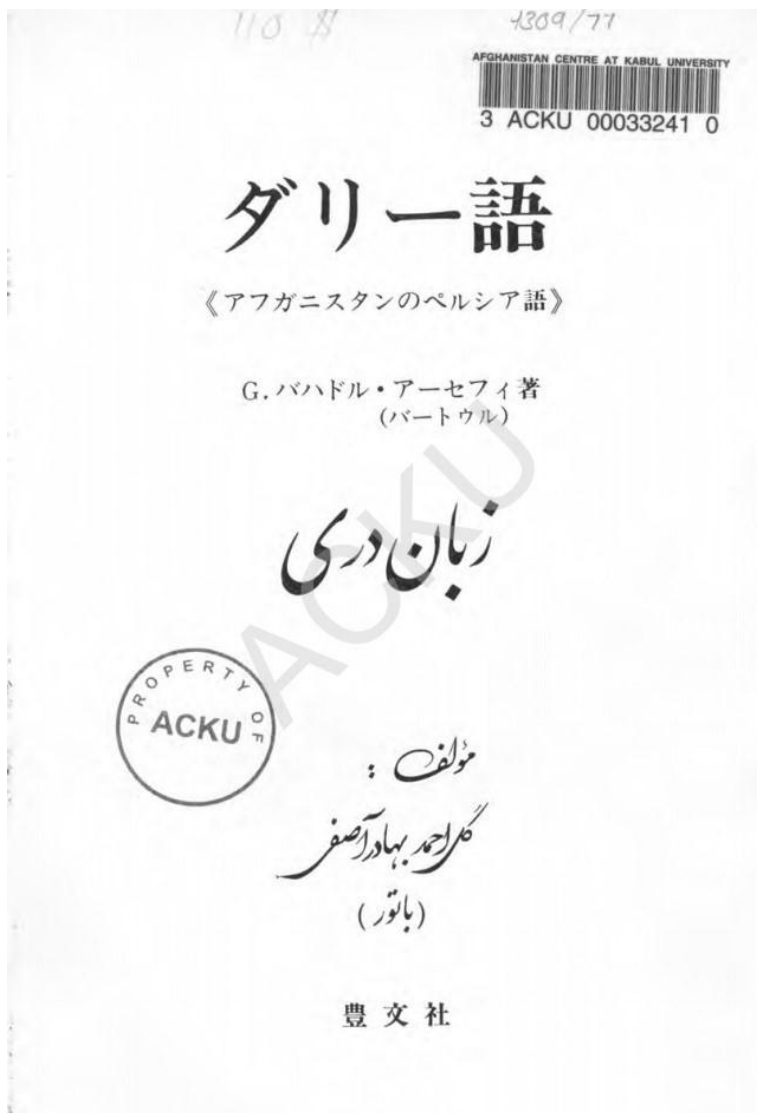 110 $
1309/77
AFGHANISTAN CENTRE AT KABUL UNIVERSITY
3 ACKU 00033241 0
ダリー語
《アフガニスタンのペルシア語》
G.バハドル・アーセフィ著
(バートゥル)
زبان دری
ACKU
PROPERTY OF
ACKU
مؤلف :
گل احمد بهادر آصفی
(باتور)
豊文社